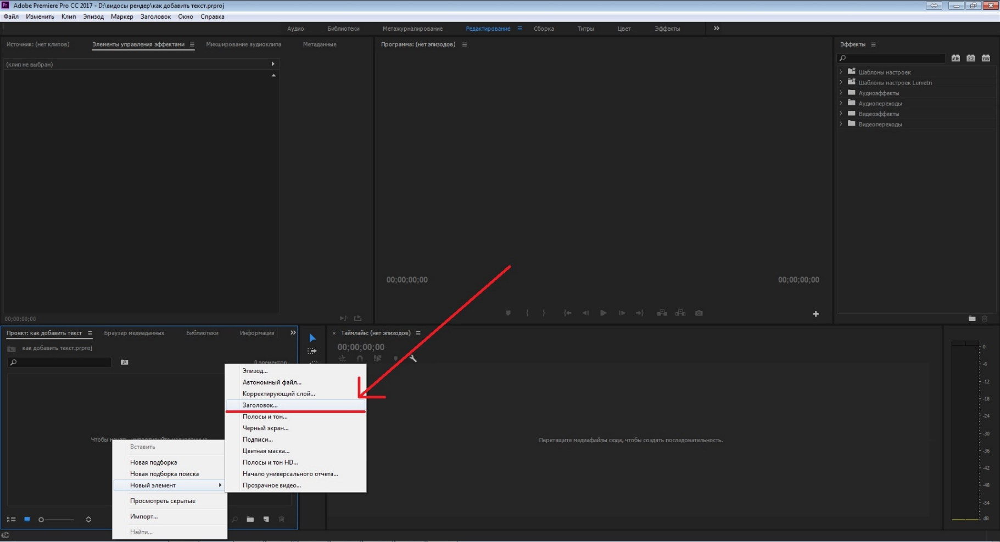 Adobe Premiere Pro CC 2017 - D:\видосы рендер\как добавить текст.prproj
Файл Изменить Клип Эпизод Маркер Заголовок Окно Справка
Аудио Библиотеки Метажурналирование Редактирование Сборка Титры Цвет Эффекты
Источник: (нет клипов) Элементы управления эффектами Микширование аудиоклипа Метаданные
Программа: (нет эпизодов)
Эффекты
(клип не выбран)
32 YUV
Шаблоны настроек
Шаблоны настроек Lumetri
Аудиоэффекты
Аудиопереходы
Видеоэффекты
Видеопереходы
00;00;00;00 00;00;00;00
00;00;00;00
Проект: как добавить текст Браузер медиаданных Библиотеки Информация
Таймлайн: (нет эпизодов)
как добавить текст.prproj
00;00;00;00
0 элементов
Эпизод...
Автономный файл...
Корректирующий слой...
Заголовок...
Полосы и тон...
Черный экран...
Подписи...
Цветная маска...
Полосы и тон HD...
Начало универсального отчета...
Прозрачное видео...
Чтобы
Вставить
Новая подборка
Новая подборка поиска
Новый элемент
Просмотреть скрытые
Импорт...
Найти...
Перетащите медиафайлы сюда, чтобы создать последовательность.
0
-6
-12
-18
-24
-30
-36
-42
-48
-54
dB